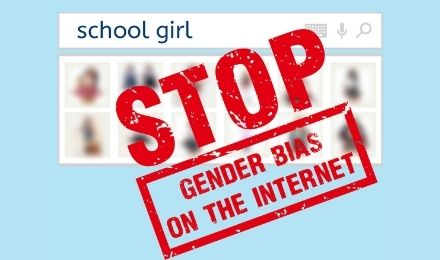 school girl
STOP
GENDER BIAS
ON THE INTERNET